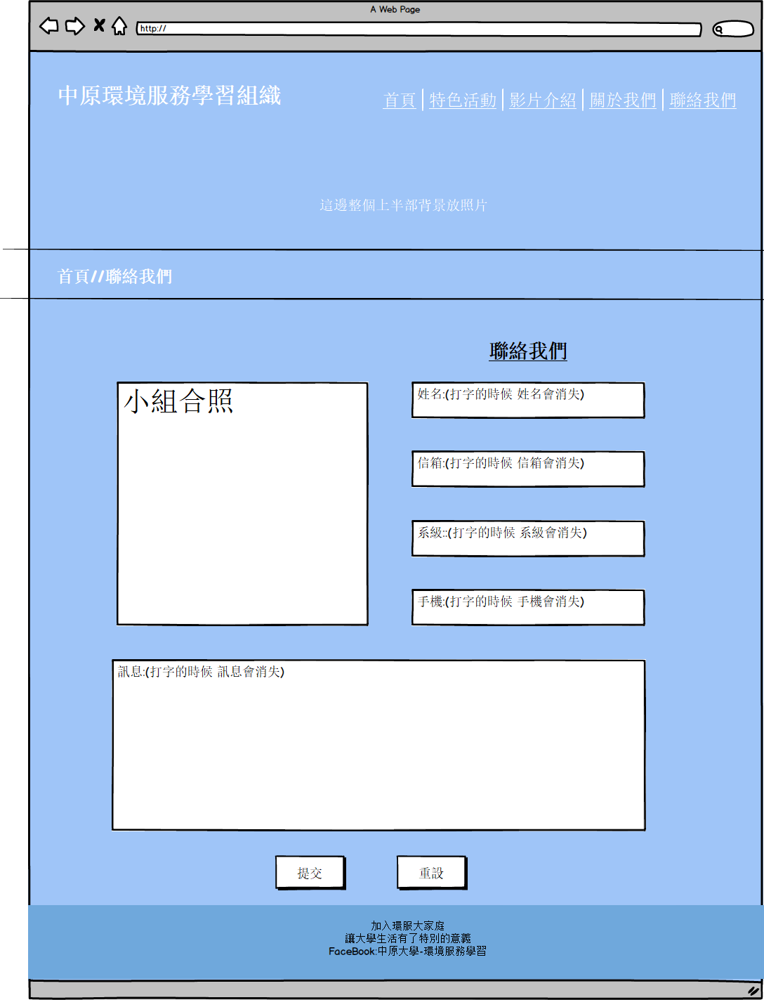 A Web Page
http://
中原環境服務學習組織
首頁 | 特色活動 | 影片介紹 | 關於我們 | 聯絡我們
這邊整個上半部背景放照片
首頁//聯絡我們
聯絡我們
小組合照
姓名:(打字的時候 姓名會消失)
信箱:(打字的時候 信箱會消失)
系級::(打字的時候 系級會消失)
手機:(打字的時候 手機會消失)
訊息:(打字的時候 訊息會消失)
提交
重設
加入環服大家庭
讓大學生活有了特別的意義
FaceBook:中原大學-環境服務學習